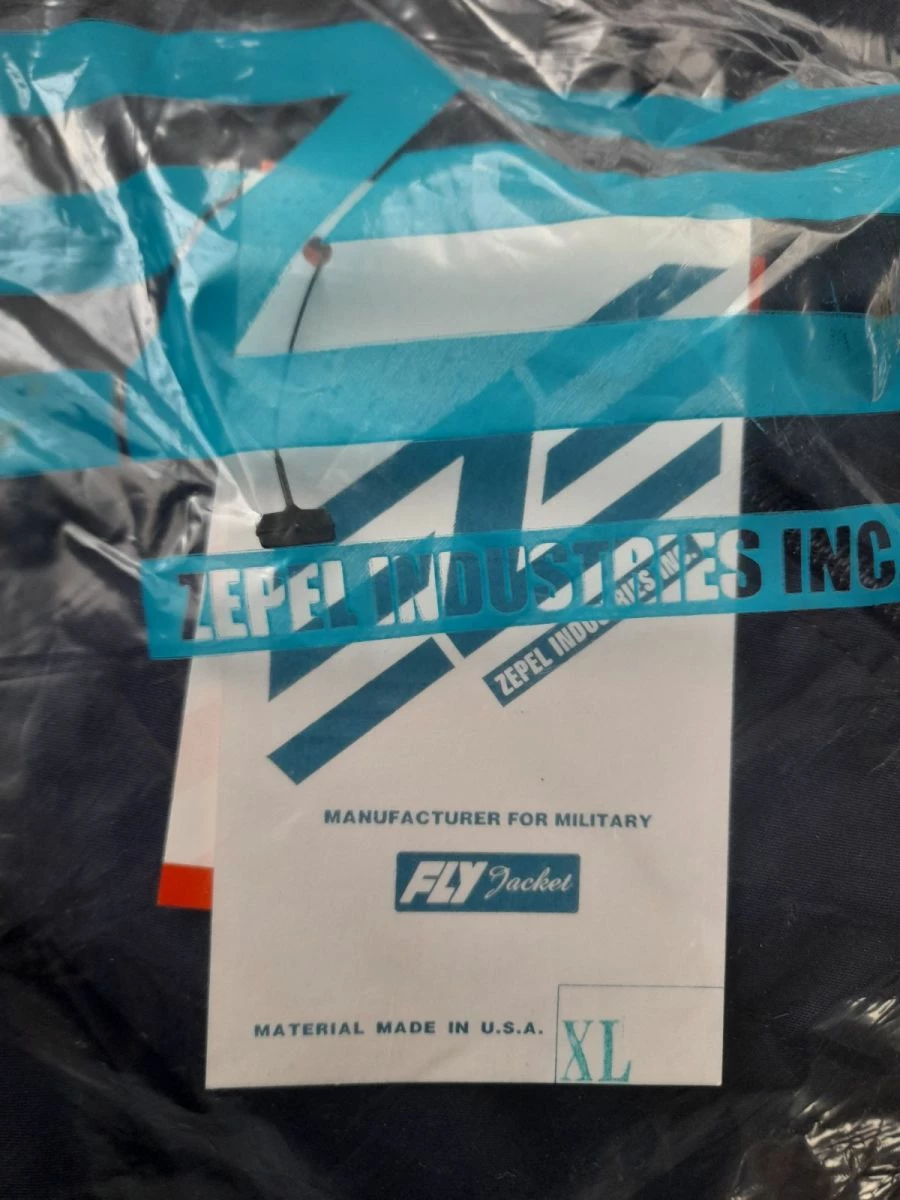 ZEPEL INDUSTRIES INC
ZEPEL INDUSTRIES INC.
MANUFACTURER FOR MILITARY
FLY Jacket
MATERIAL MADE IN U.S.A.
XL